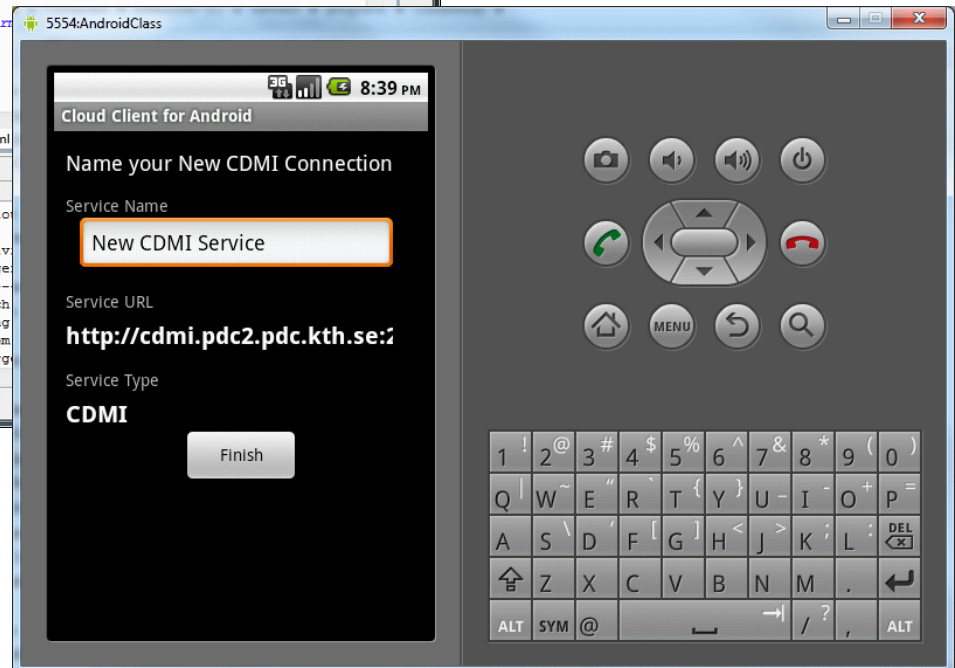 5554:AndroidClass
8:39 PM
Cloud Client for Android
Name your New CDMI Connection
Service Name
New CDMI Service
Service URL
http://cdmi.pdc2.pdc.kth.se:2
Service Type
CDMI
Finish
MENU
1 ! 2 @ 3 # 4 $ 5 % 6 ^ 7 & 8 * 9 ( 0 )
Q | W ~ E " R ` T { Y } U - I - O + P =
A S \ D ' F [ G ] H < J > K ; L : DEL
Z X C V B N M .
ALT SYM @ / ? , ALT